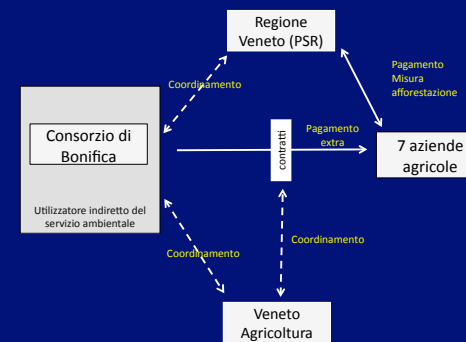 Regione
Veneto (PSR)
Pagamento
Misura
afforestazione
Coordinamento
Consorzio di
Bonifica
contratti
Pagamento
extra
7 aziende
agricole
Utilizzatore indiretto del
servizio ambientale
Coordinamento
Coordinamento
Veneto
Agricoltura